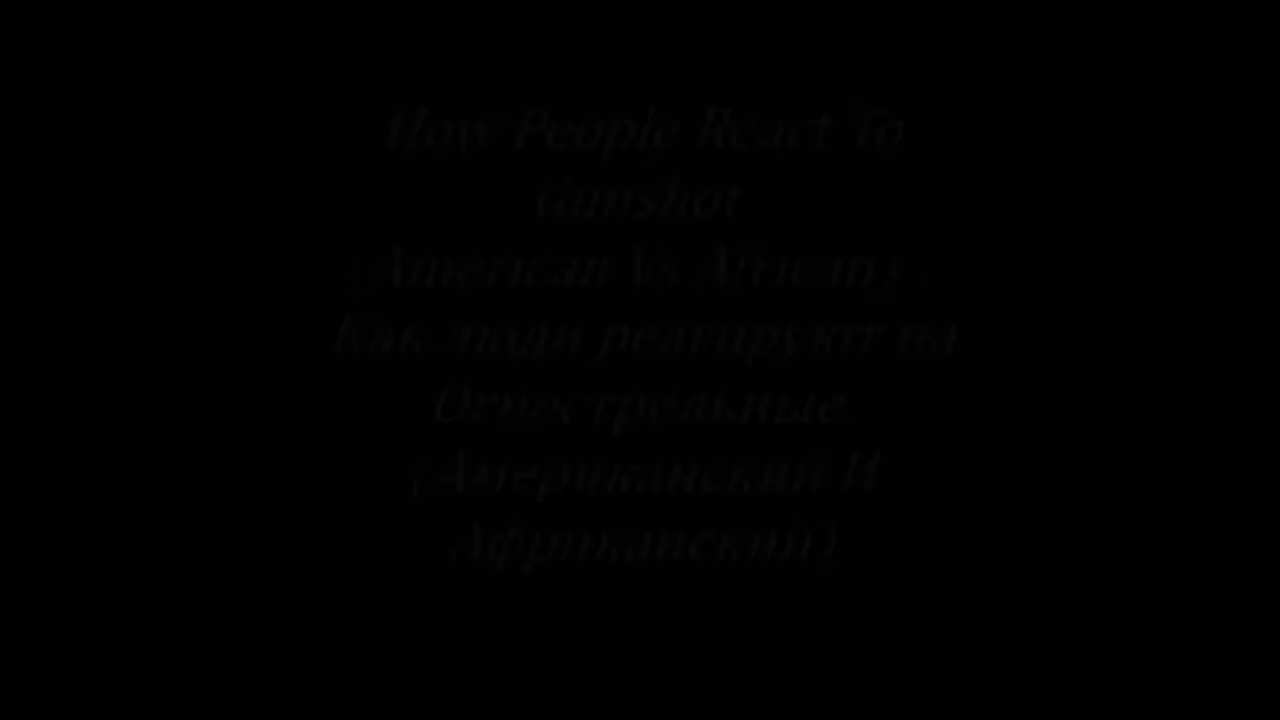 How People React To
Gunshot
(American Vs African)
Как люди реагируют на
Огнестрельные
(Американский И
Африканский)